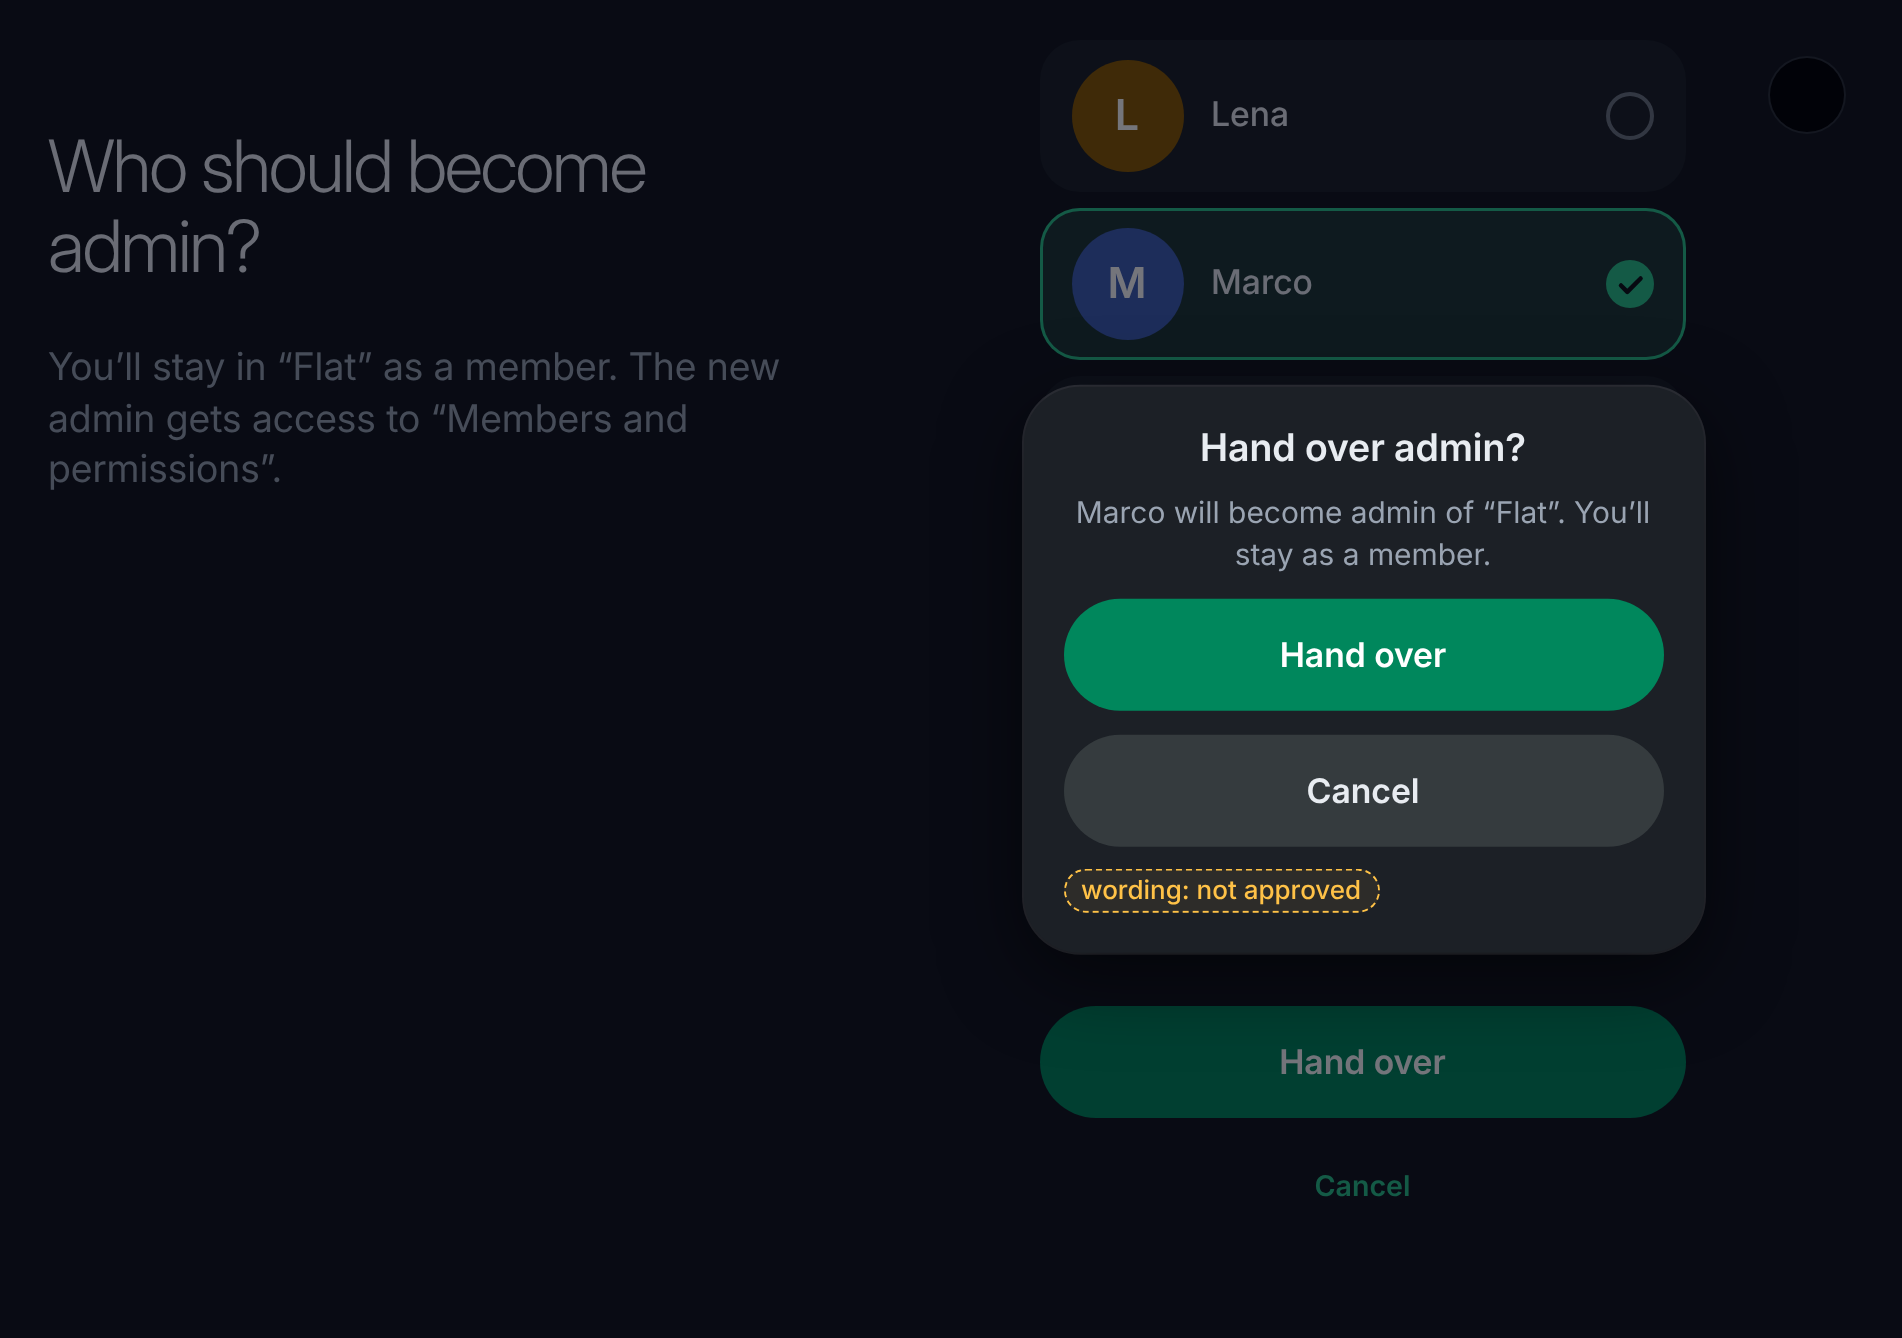 Who should become
admin?
You’ll stay in “Flat” as a member. The new
admin gets access to “Members and
permissions”.
L
Lena
M
Marco
Hand over admin?
Marco will become admin of “Flat”. You’ll
stay as a member.
Hand over
Cancel
wording: not approved
Hand over
Cancel